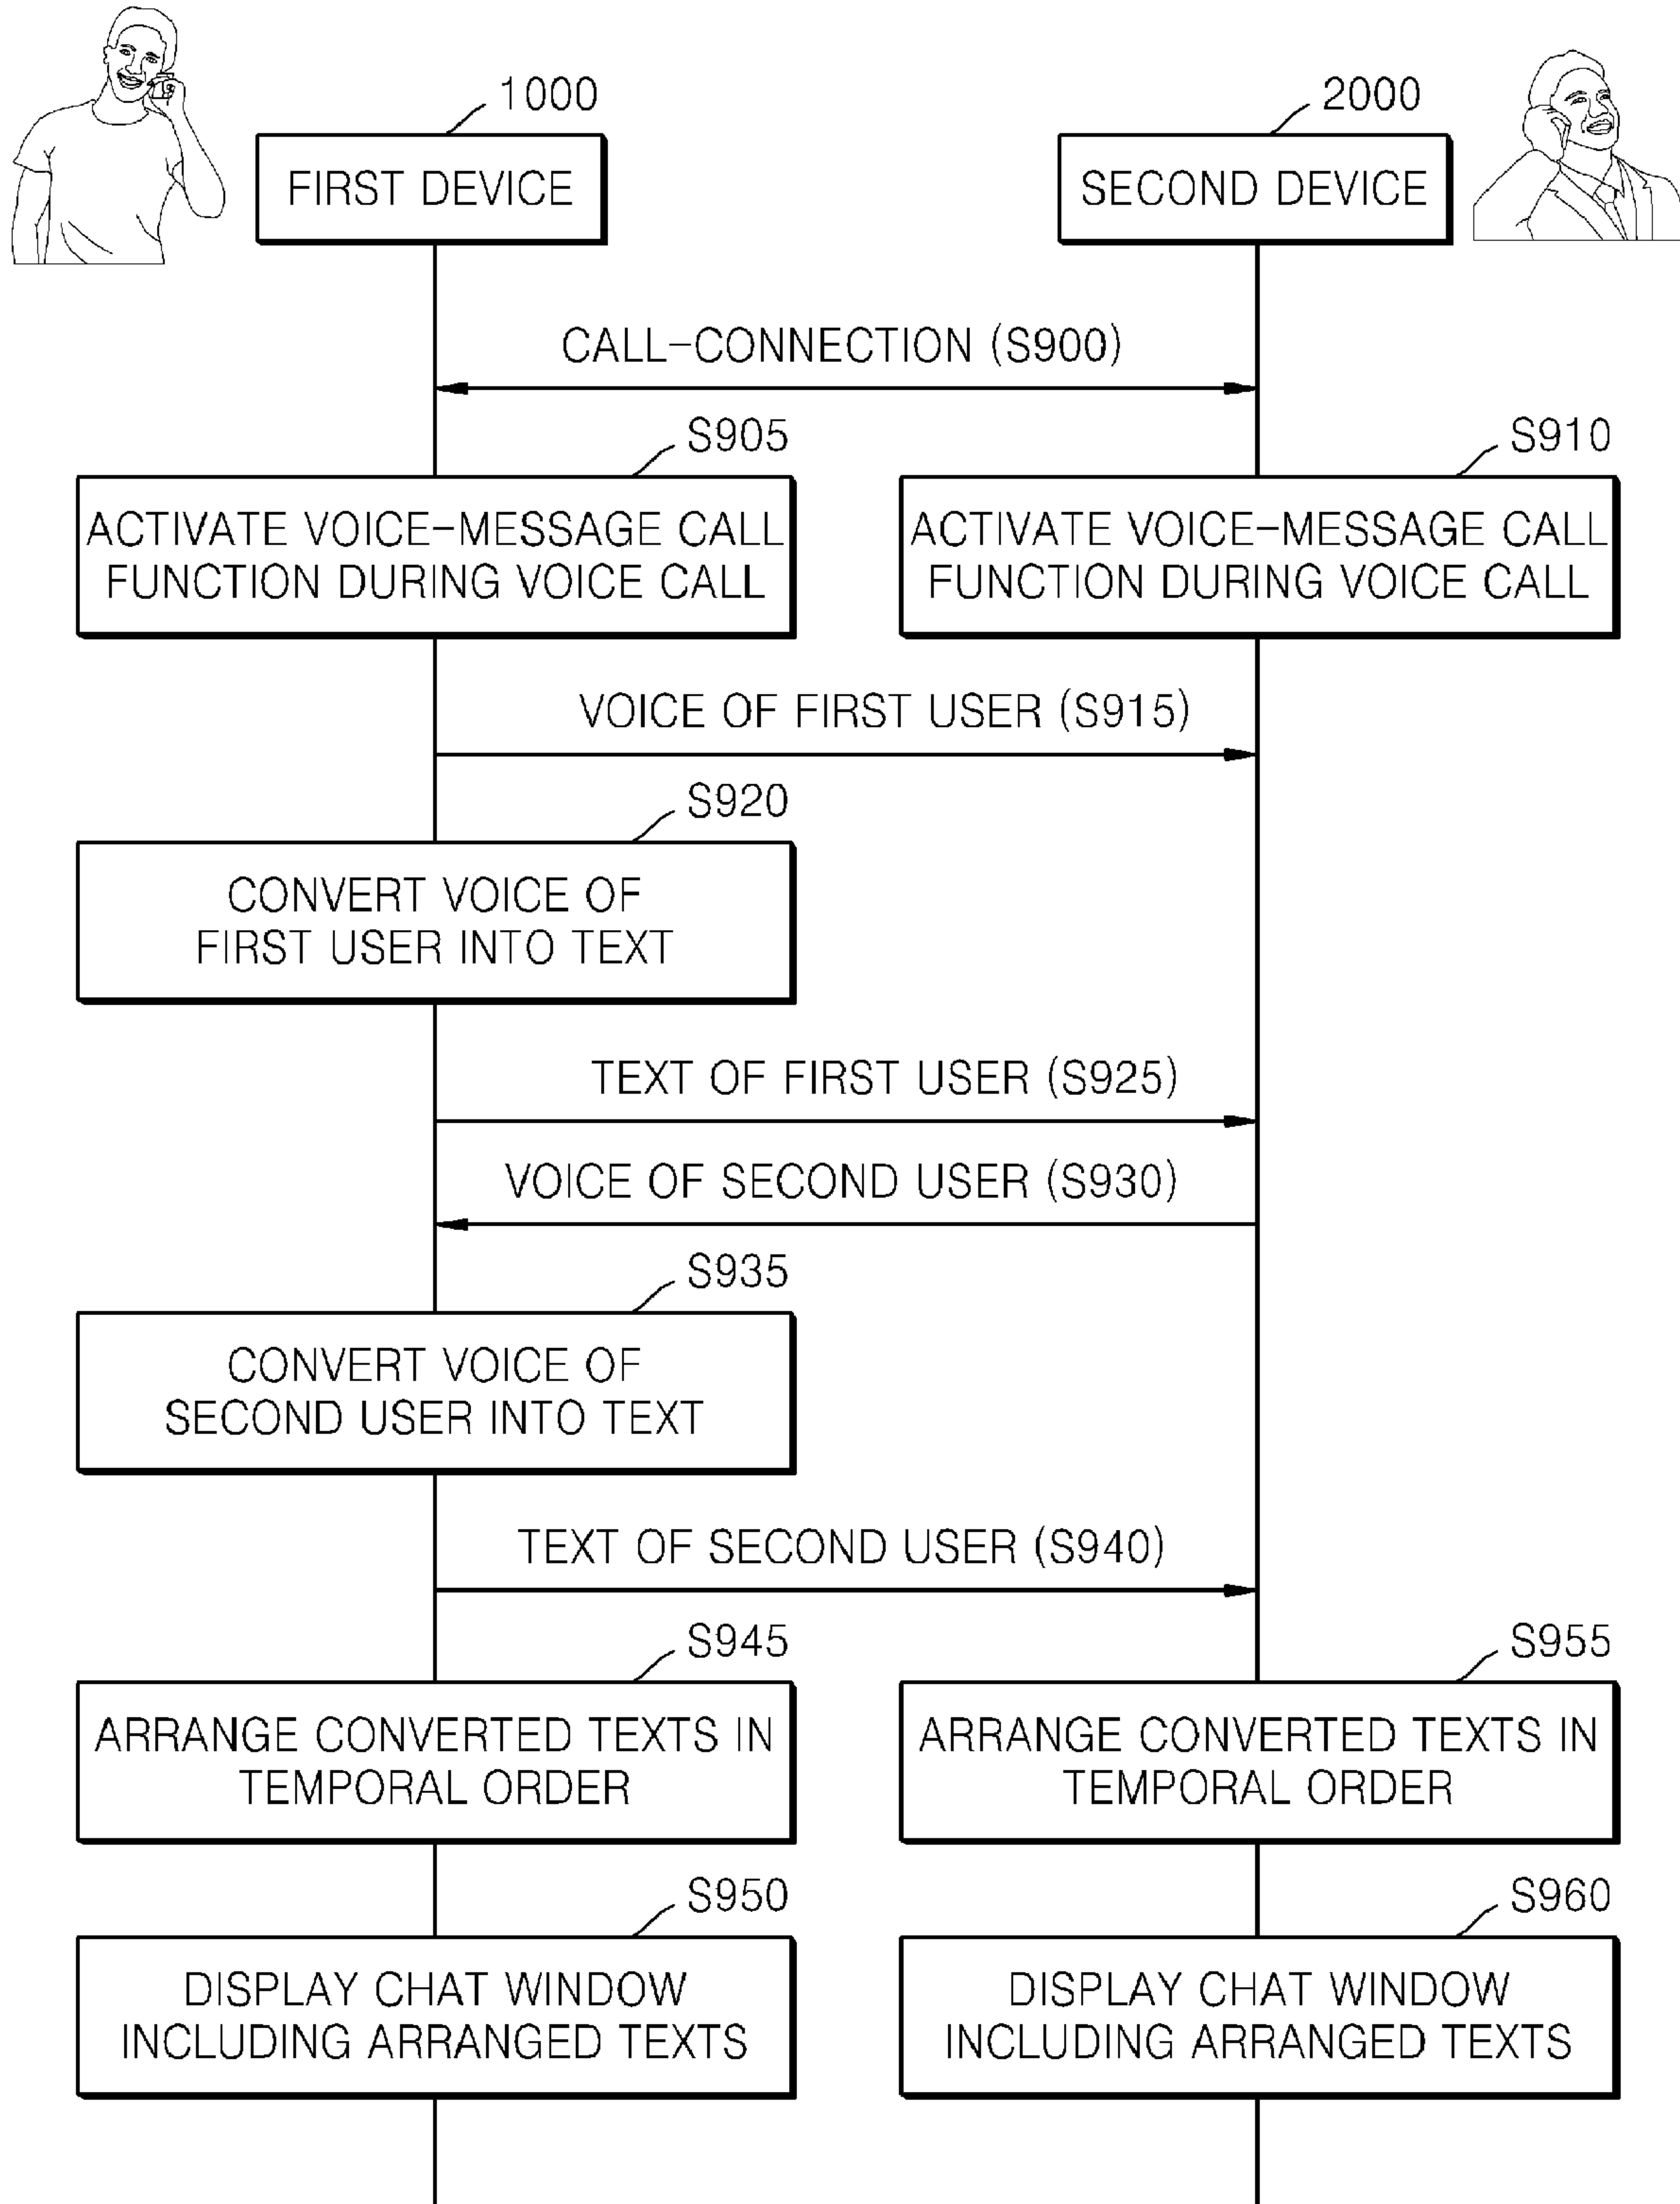 1000
2000
FIRST DEVICE
SECOND DEVICE
CALL-CONNECTION (S900)
S905
S910
ACTIVATE VOICE-MESSAGE CALL
FUNCTION DURING VOICE CALL
ACTIVATE VOICE-MESSAGE CALL
FUNCTION DURING VOICE CALL
VOICE OF FIRST USER (S915)
S920
CONVERT VOICE OF
FIRST USER INTO TEXT
TEXT OF FIRST USER (S925)
VOICE OF SECOND USER (S930)
S935
CONVERT VOICE OF
SECOND USER INTO TEXT
TEXT OF SECOND USER (S940)
S945
S955
ARRANGE CONVERTED TEXTS IN
TEMPORAL ORDER
ARRANGE CONVERTED TEXTS IN
TEMPORAL ORDER
S950
S960
DISPLAY CHAT WINDOW
INCLUDING ARRANGED TEXTS
DISPLAY CHAT WINDOW
INCLUDING ARRANGED TEXTS